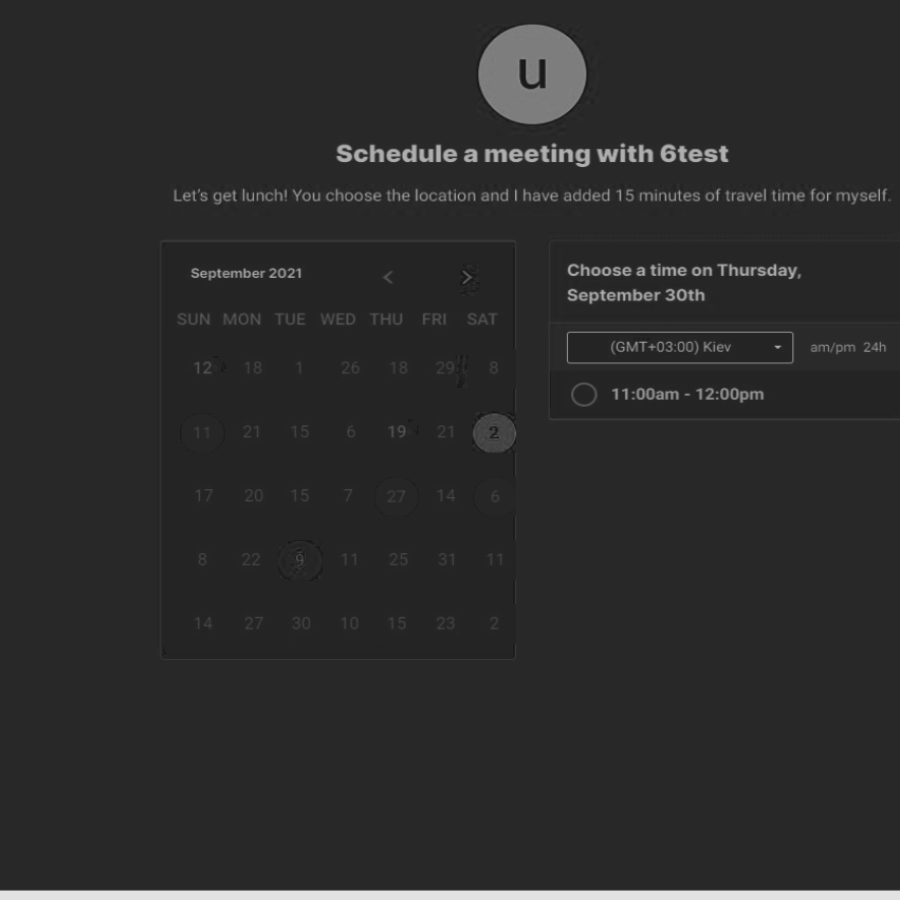 u
Schedule a meeting with 6test
Let's get lunch! You choose the location and I have added 15 minutes of travel time for myself.
September 2021 < >
SUN MON TUE WED THU FRI SAT
12 18 1 26 18 29 8
11 21 15 6 19 21 2
17 20 15 7 27 14 6
8 22 9 11 25 31 11
14 27 30 10 15 23 2
Choose a time on Thursday,
September 30th
(GMT+03:00) Kiev am/pm 24h
11:00am - 12:00pm